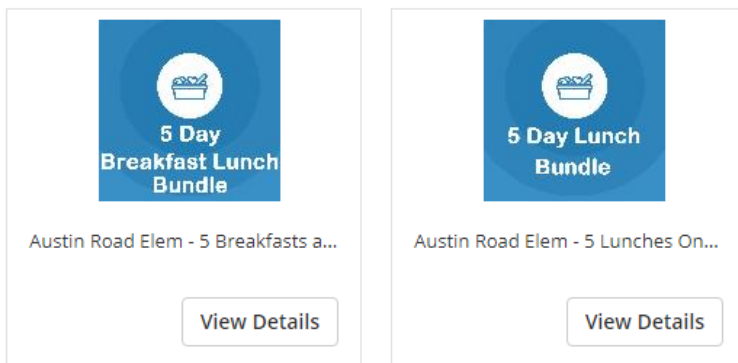 5 Day
Breakfast Lunch
Bundle
Austin Road Elem - 5 Breakfasts a...
View Details
5 Day Lunch
Bundle
Austin Road Elem - 5 Lunches On...
View Details